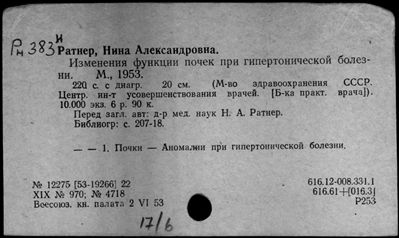 И
Рм 383
Ратнер, Нина Александровна.
Изменения функции почек при гипертонической болез-
ни. М., 1953.
220 с. с диагр. 20 см. (М-во здравоохранения СССР.
Центр. ин-т усовершенствования врачей. [Б-ка практ. врача]).
10.000 экз. 6 р. 90 к.
Перед загл. авт: д-р мед. наук Н. А. Ратнер.
Библиогр: с. 207-18.
— — 1. Почки — Аномалии при гипертонической болезни.
№ 12275 [53-19266] 22
616.12-008.331.1
XIX № 970; № 4718
616.61+[016.3]
Всесоюз. кн. палата 2 VI 53
Р253
17/6